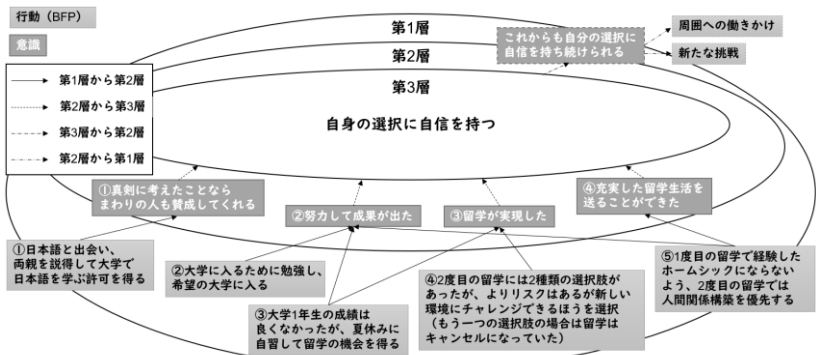 行動（BFP）
意識
第1層から第2層
第2層から第3層
第3層から第2層
第2層から第1層
第1層
第2層
第3層
自身の選択に自信を持つ
これからも自分の選択に
自信を持ち続けられる
周囲への働きかけ
新たな挑戦
①真剣に考えたことなら
まわりの人も賛成してくれる
②努力して成果が出た
③留学が実現した
④充実した留学生活を
送ることができた
①日本語と出会い、
両親を説得して大学で
日本語を学ぶ許可を得る
②大学に入るために勉強し、
希望の大学に入る
③大学1年生の成績は
良くなかったが、夏休みに
自習して留学の機会を得る
④2度目の留学には2種類の選択肢
があったが、よりリスクはあるが新しい
環境にチャレンジできるほうを選択
（もう一つの選択肢の場合は留学は
キャンセルになっていた）
⑤1度目の留学で経験した
ホームシックにならない
よう、2度目の留学では
人間関係構築を優先する